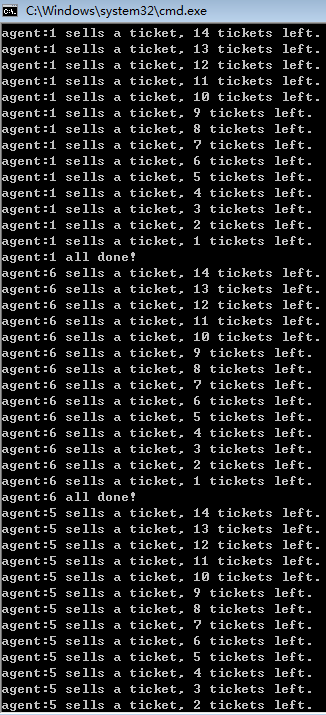 C:\Windows\system32\cmd.exe
agent:1 sells a ticket, 14 tickets left.
agent:1 sells a ticket, 13 tickets left.
agent:1 sells a ticket, 12 tickets left.
agent:1 sells a ticket, 11 tickets left.
agent:1 sells a ticket, 10 tickets left.
agent:1 sells a ticket, 9 tickets left.
agent:1 sells a ticket, 8 tickets left.
agent:1 sells a ticket, 7 tickets left.
agent:1 sells a ticket, 6 tickets left.
agent:1 sells a ticket, 5 tickets left.
agent:1 sells a ticket, 4 tickets left.
agent:1 sells a ticket, 3 tickets left.
agent:1 sells a ticket, 2 tickets left.
agent:1 sells a ticket, 1 tickets left.
agent:1 all done!
agent:6 sells a ticket, 14 tickets left.
agent:6 sells a ticket, 13 tickets left.
agent:6 sells a ticket, 12 tickets left.
agent:6 sells a ticket, 11 tickets left.
agent:6 sells a ticket, 10 tickets left.
agent:6 sells a ticket, 9 tickets left.
agent:6 sells a ticket, 8 tickets left.
agent:6 sells a ticket, 7 tickets left.
agent:6 sells a ticket, 6 tickets left.
agent:6 sells a ticket, 5 tickets left.
agent:6 sells a ticket, 4 tickets left.
agent:6 sells a ticket, 3 tickets left.
agent:6 sells a ticket, 2 tickets left.
agent:6 sells a ticket, 1 tickets left.
agent:6 all done!
agent:5 sells a ticket, 14 tickets left.
agent:5 sells a ticket, 13 tickets left.
agent:5 sells a ticket, 12 tickets left.
agent:5 sells a ticket, 11 tickets left.
agent:5 sells a ticket, 10 tickets left.
agent:5 sells a ticket, 9 tickets left.
agent:5 sells a ticket, 8 tickets left.
agent:5 sells a ticket, 7 tickets left.
agent:5 sells a ticket, 6 tickets left.
agent:5 sells a ticket, 5 tickets left.
agent:5 sells a ticket, 4 tickets left.
agent:5 sells a ticket, 3 tickets left.
agent:5 sells a ticket, 2 tickets left.